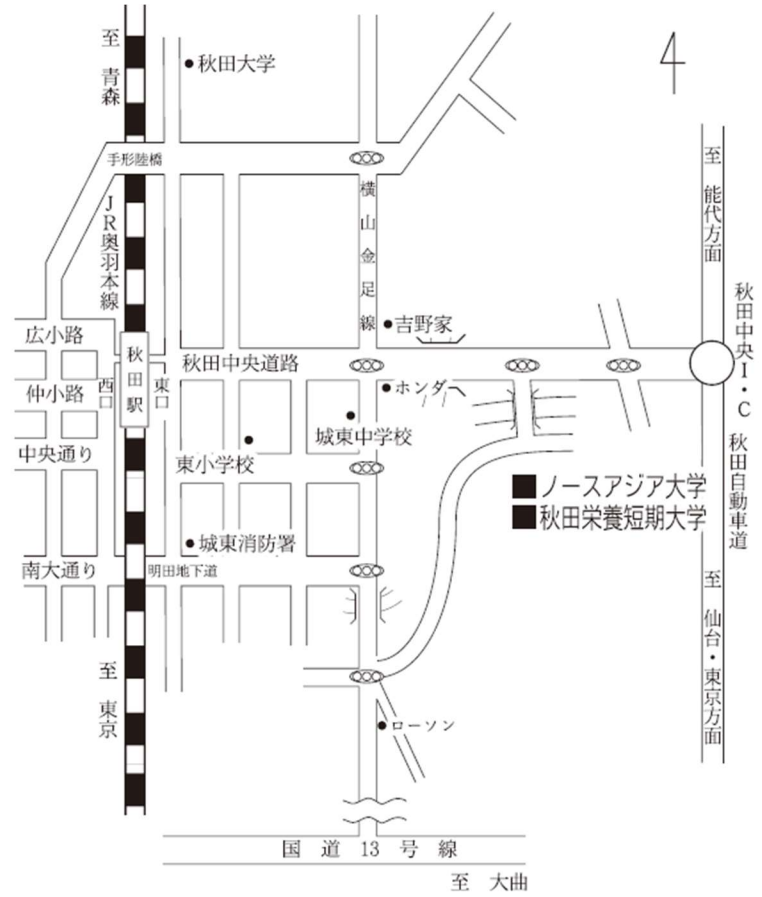 至 青森
秋田大学
手形陸橋
JR奥羽本線
横山金足線
至 能代方面
吉野家
広小路
秋田駅
秋田中央道路
秋田中央I・C
仲小路
西口
東口
ホンダ
城東中学校
中央通り
東小学校
秋田自動車道
ノースアジア大学
秋田栄養短期大学
城東消防署
南大通り
明田地下道
至 仙台・東京方面
至 東京
ローソン
国道13号線
至 大曲